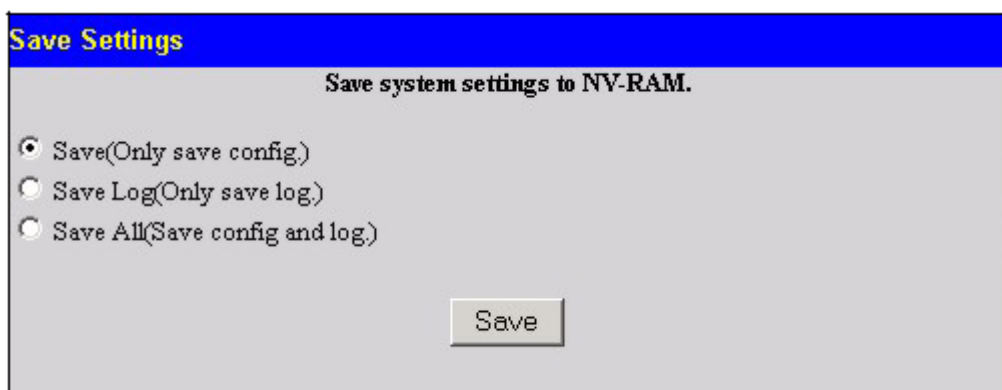 Save Settings
Save system settings to NV-RAM.
Save(Only save config.)
Save Log(Only save log.)
Save All(Save config and log.)
Save